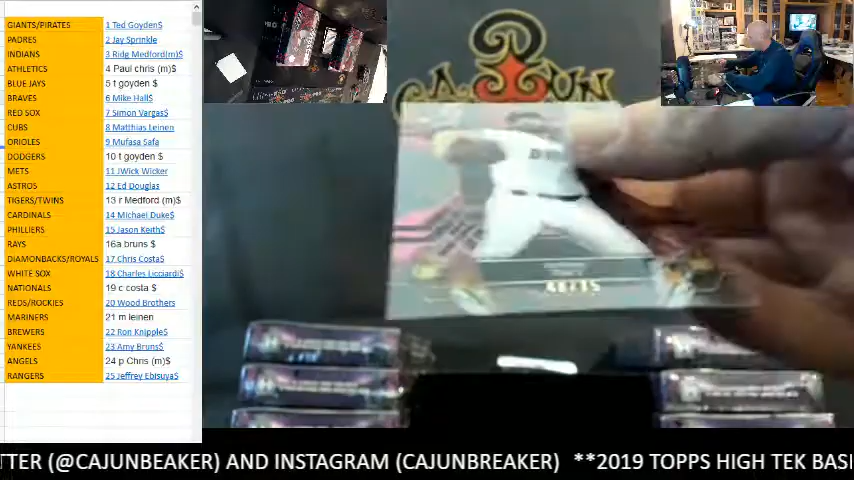 GIANTS/PIRATES 1 Ted Goyden$
PADRES 2 Jay Sprinkle
INDIANS 3 Ridg Medford(m)$
ATHLETICS 4 Paul chris (m)$
BLUE JAYS 5 t goyden $
BRAVES 6 Mike Hall$
RED SOX 7 Simon Vargas$
CUBS 8 Matthias Leinen
ORIOLES 9 Mufasa Safa
DODGERS 10 t goyden $
METS 11 JWick Wicker
ASTROS 12 Ed Douglas
TIGERS/TWINS 13 r Medford (m)$
CARDINALS 14 Michael Duke$
PHILLIERS 15 Jason Keith$
RAYS 16a bruns $
DIAMONBACKS/ROYALS 17 Chris Costa$
WHITE SOX 18 Charles Licciardi$
NATIONALS 19 c costa $
REDS/ROCKIES 20 Wood Brothers
MARINERS 21 m leinen
BREWERS 22 Ron Knipple$
YANKEES 23 Amy Bruns$
ANGELS 24 p Chris (m)$
RANGERS 25 Jeffrey Ebisuya$
CAJUN
TTER (@CAJUNBEAKER) AND INSTAGRAM (CAJUNBREAKER) **2019 TOPPS HIGH TEK BASI